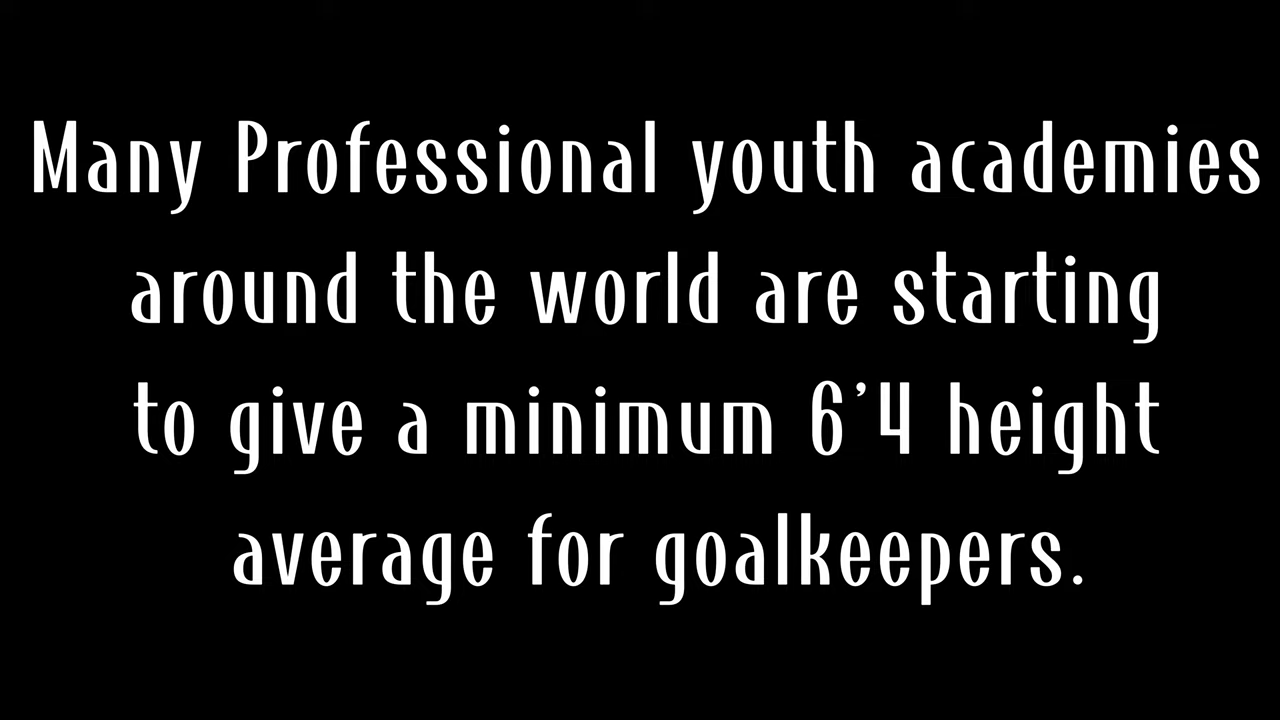 Many Professional youth academies
around the world are starting
to give a minimum 6'4 height
average for goalkeepers.